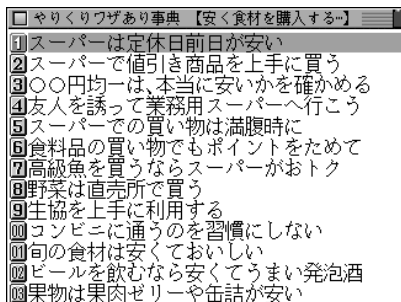 やりくりワザあり事典 【安く食材を購入する…】
1スーパーは定休日前日が安い
2スーパーで値引き商品を上手に買う
3○○円均一は、本当に安いかを確かめる
4友人を誘って業務用スーパーへ行こう
5スーパーでの買い物は満腹時に
6食料品の買い物でもポイントをためて
7高級魚を買うならスーパーがおトク
8野菜は直売所で買う
9生協を上手に利用する
00コンビニに通うのを習慣にしない
01旬の食材は安くておいしい
02ビールを飲むなら安くてうまい発泡酒
03果物は果肉ゼリーや缶詰が安い